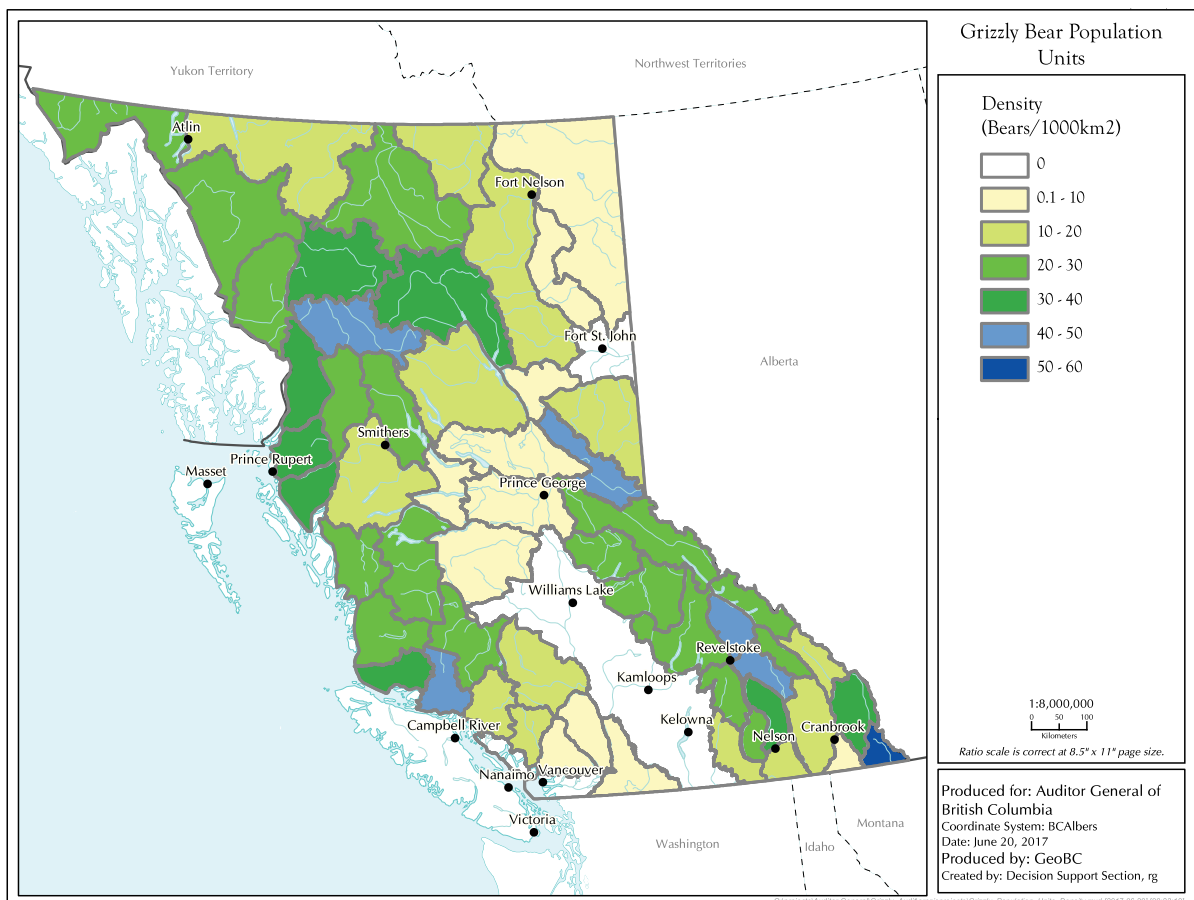 Grizzly Bear Population
Units
Density
(Bears/1000km2)
0
0.1 - 10
10 - 20
20 - 30
30 - 40
40 - 50
50 - 60
Yukon Territory
Northwest Territories
Atlin
Fort Nelson
Fort St. John
Alberta
Smithers
Prince Rupert
Masset
Prince George
Williams Lake
Revelstoke
Kamloops
Kelowna
Campbell River
Cranbrook
Nelson
Nanaimo
Vancouver
Victoria
Washington
Idaho
Montana
1:8,000,000
0 50 100
Kilometers
Ratio scale is correct at 8.5" x 11" page size.
Produced for: Auditor General of
British Columbia
Coordinate System: BCAlbers
Date: June 20, 2017
Produced by: GeoBC
Created by: Decision Support Section, rg